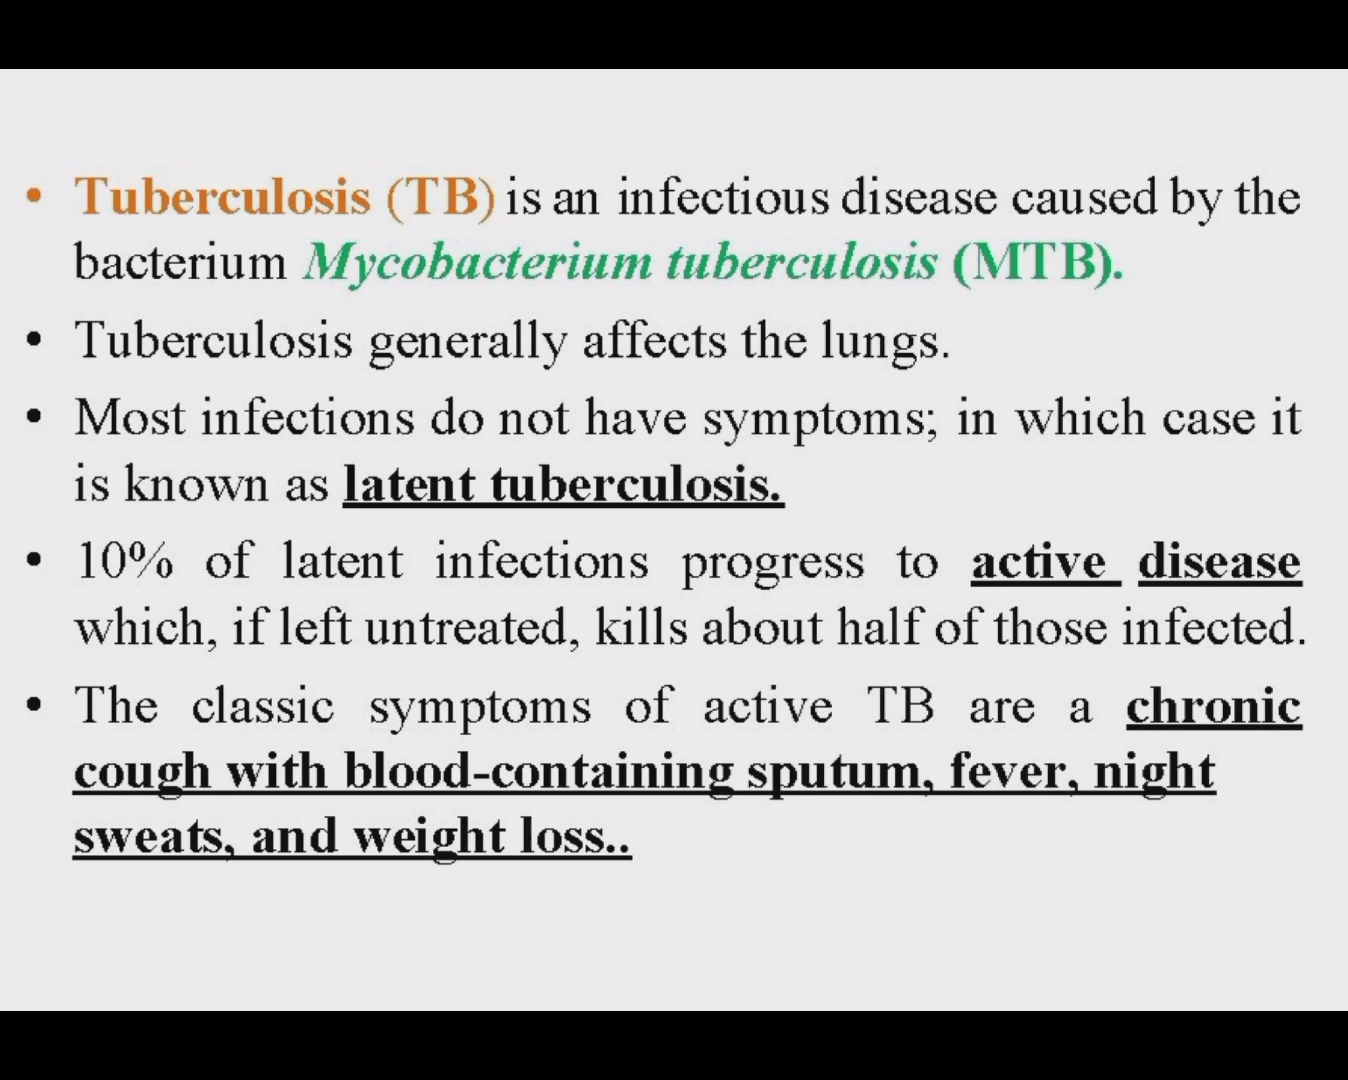 • Tuberculosis (TB) is an infectious disease caused by the
bacterium Mycobacterium tuberculosis (MTB).
• Tuberculosis generally affects the lungs.
• Most infections do not have symptoms; in which case it
is known as latent tuberculosis.
• 10% of latent infections progress to active disease
which, if left untreated, kills about half of those infected.
• The classic symptoms of active TB are a chronic
cough with blood-containing sputum, fever, night
sweats, and weight loss..